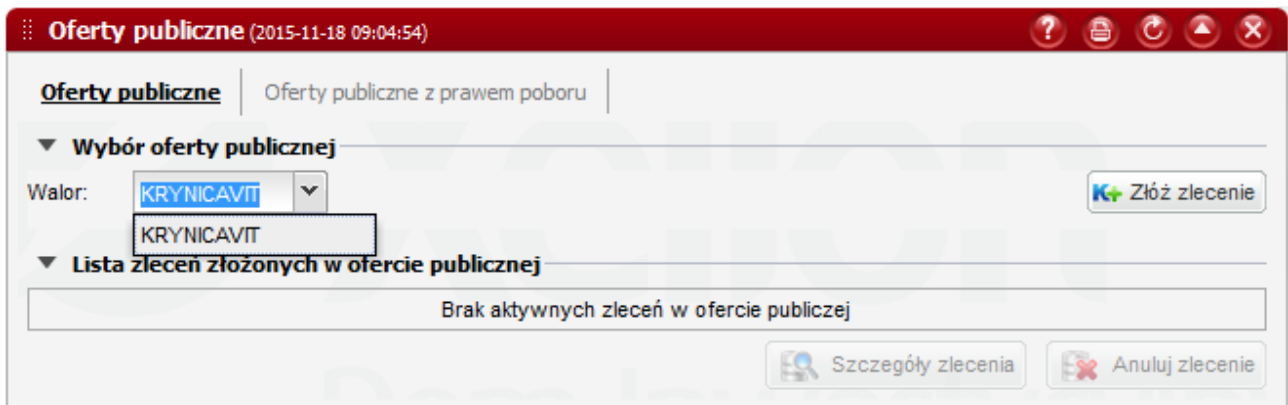 Oferty publiczne (2015-11-18 09:04:54)
Oferty publiczne Oferty publiczne z prawem poboru
Wybór oferty publicznej
Walor: KRYNICAVIT K+ Złóż zlecenie
KRYNICAVIT
Lista zleceń złożonych w ofercie publicznej
Brak aktywnych zleceń w ofercie publiczej
Szczegóły zlecenia Anuluj zlecenie